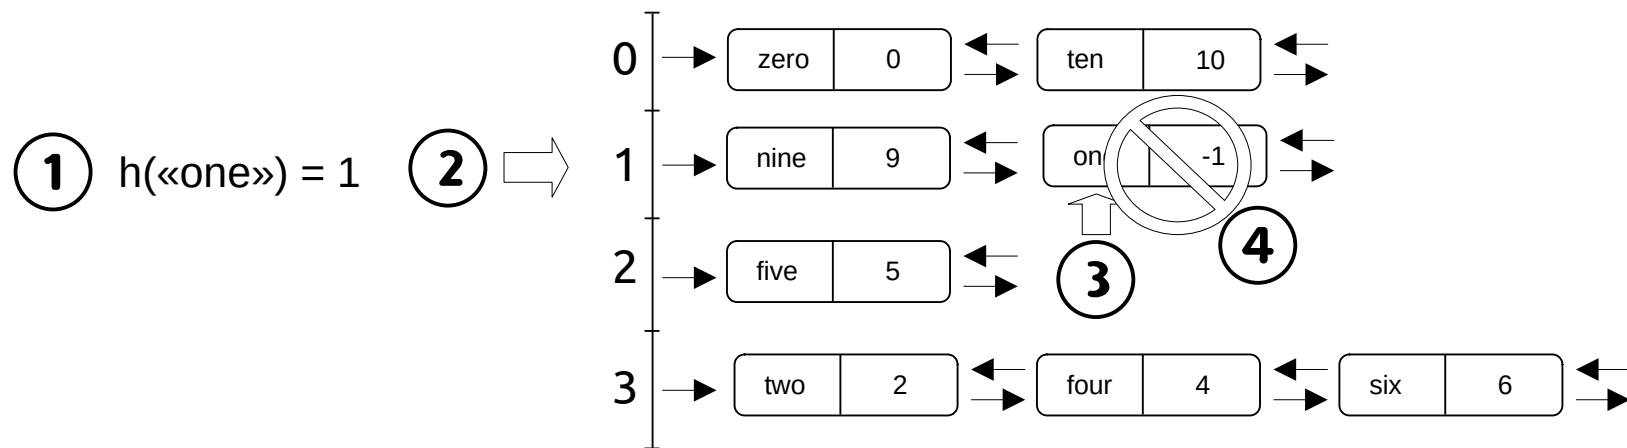 0 zero 0 ten 10
1 h(«one») = 1 2 1 nine 9 on -1
3 4
2 five 5
3 two 2 four 4 six 6